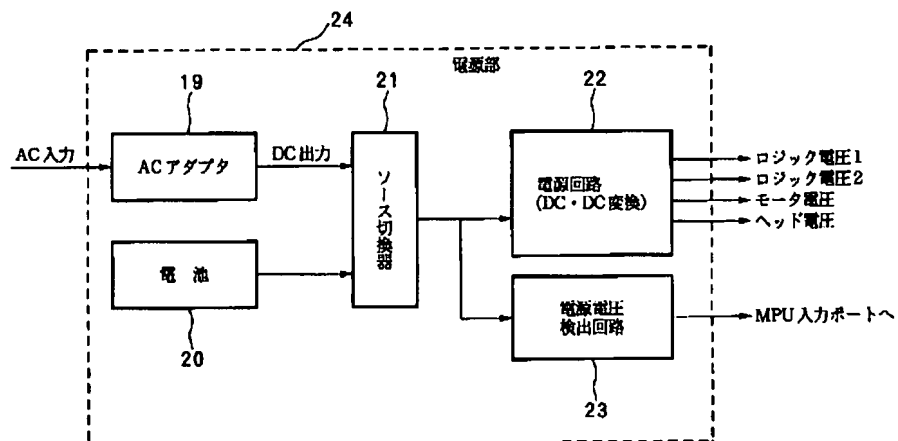 24
電源部
19
21
22
AC入力
ACアダプタ
DC出力
ソース切換器
電源回路
(DC・DC変換)
ロジック電圧1
ロジック電圧2
モータ電圧
ヘッド電圧
電池
20
電源電圧
検出回路
MPU入力ポートへ
23